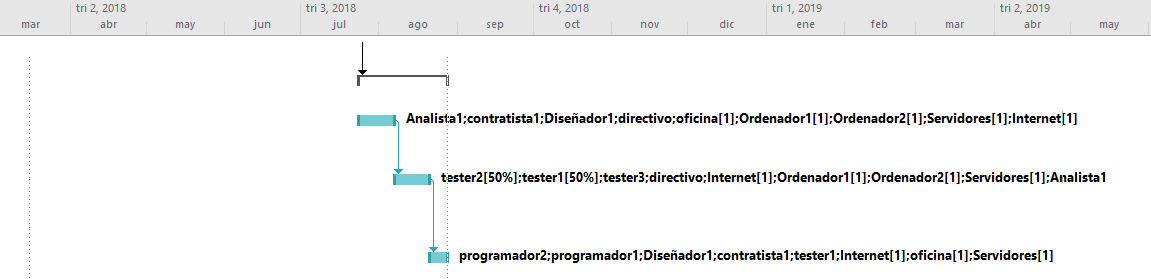 tri 2, 2018 tri 3, 2018 tri 4, 2018 tri 1, 2019 tri 2, 2019
mar abr may jun jul ago sep oct nov dic ene feb mar abr may
Analista1;contratista1;Diseñador1;directivo;oficina[1];Ordenador1[1];Ordenador2[1];Servidores[1];Internet[1]
tester2[50%];tester1[50%];tester3;directivo;Internet[1];Ordenador1[1];Ordenador2[1];Servidores[1];Analista1
programador2;programador1;Diseñador1;contratista1;tester1;Internet[1];oficina[1];Servidores[1]